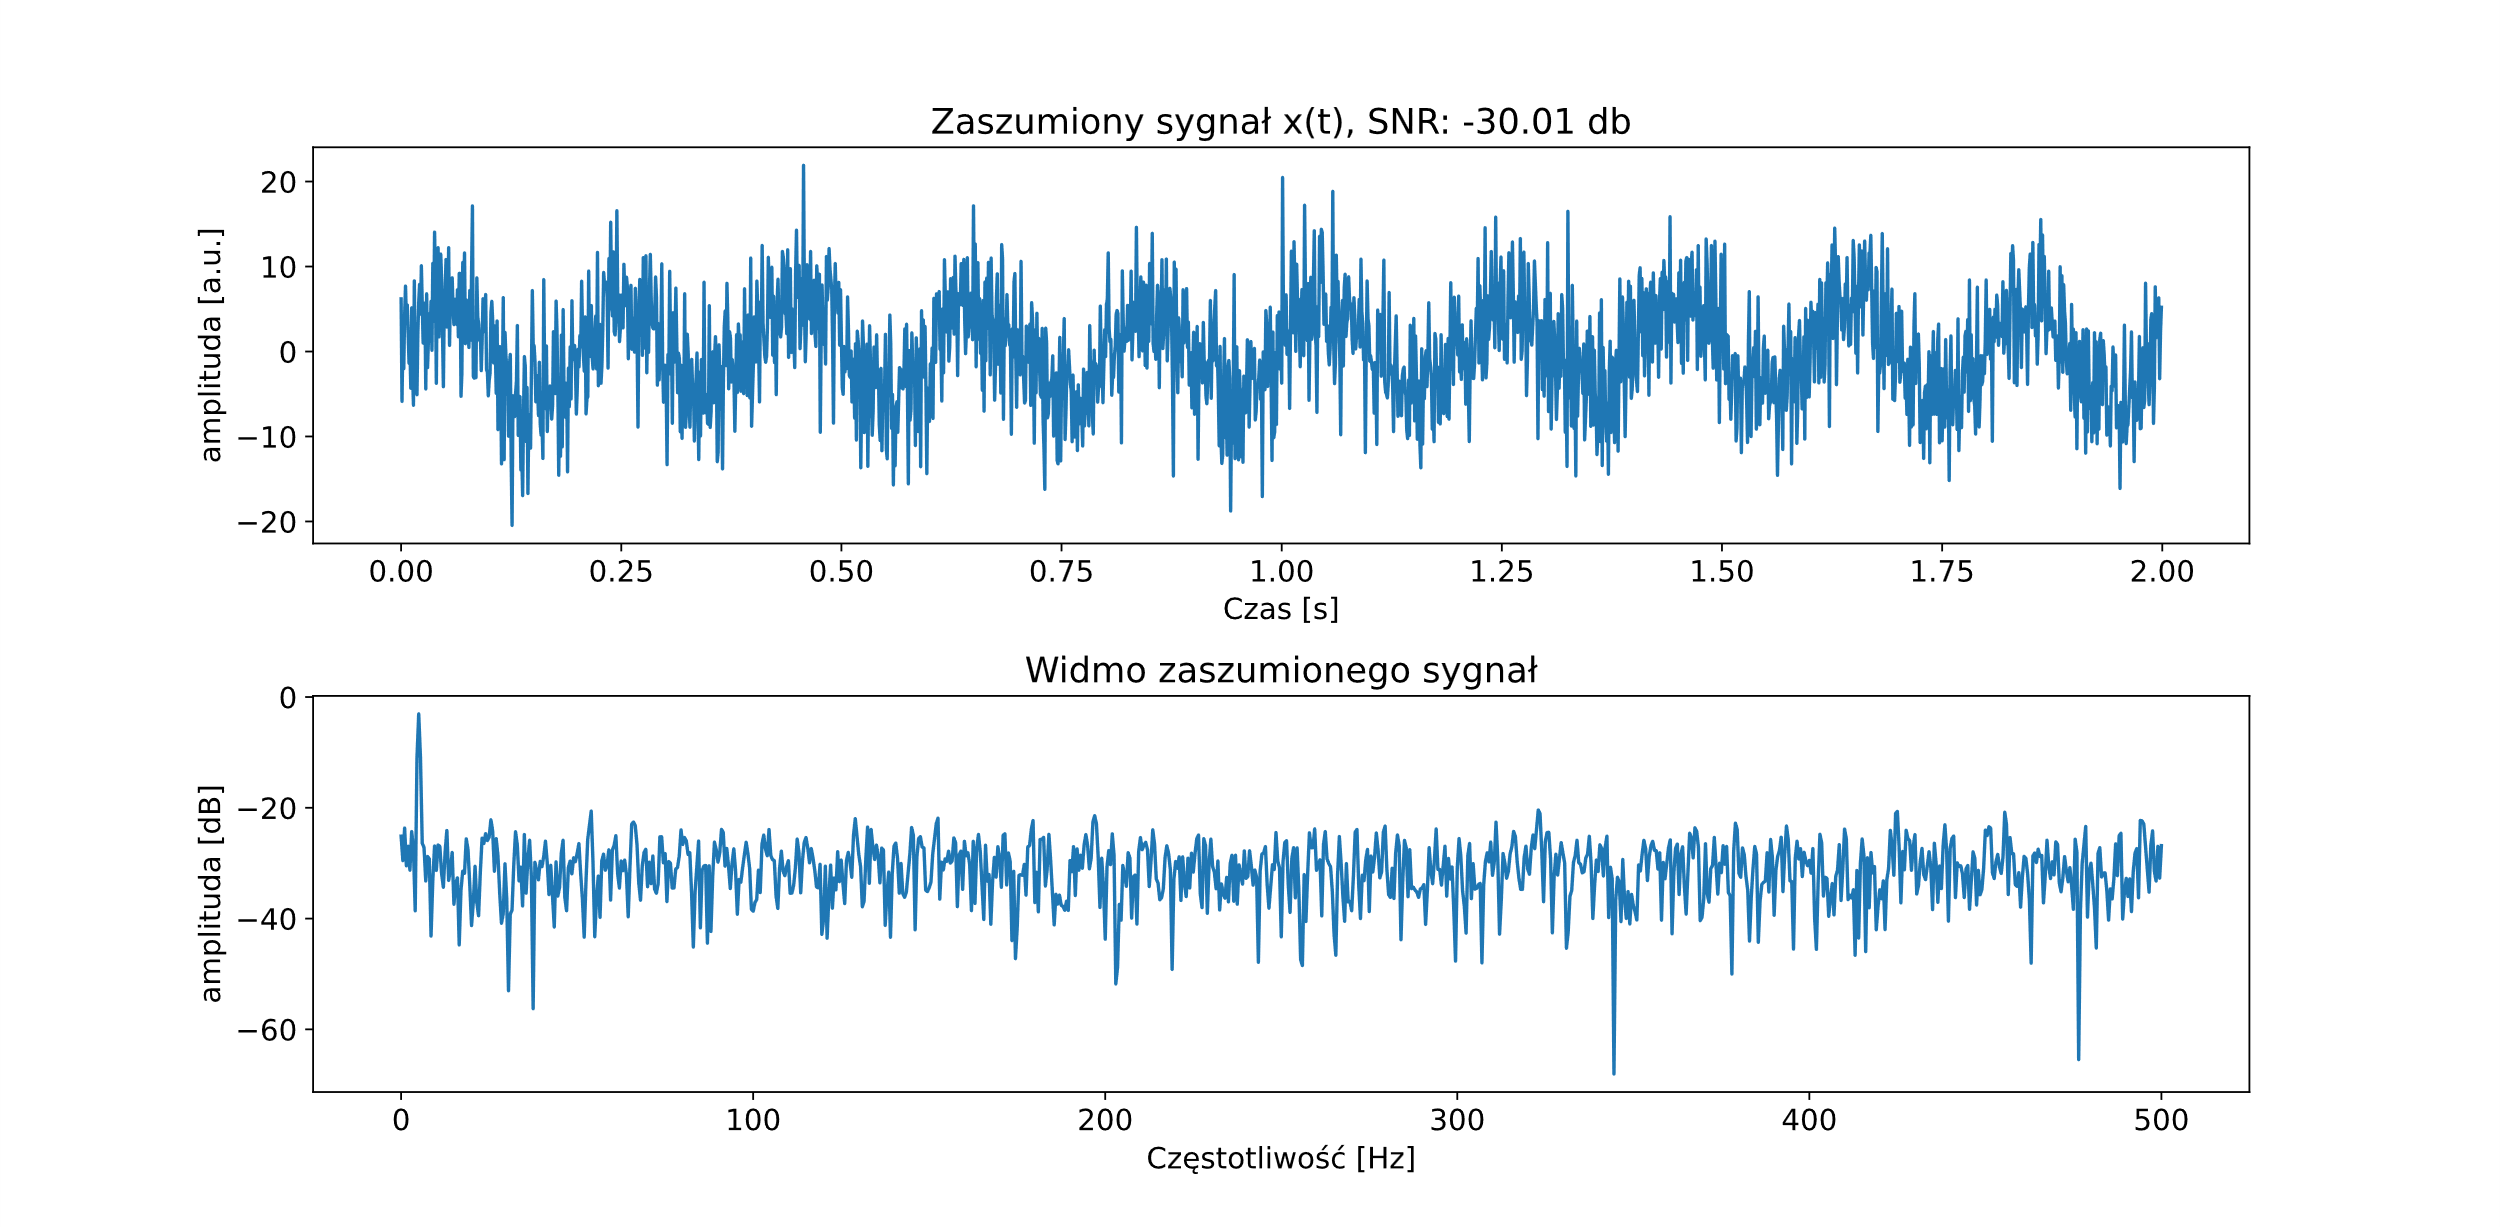 Zaszumiony sygnał x(t), SNR: -30.01 db
amplituda [a.u.]
20
10
0
−10
−20
0.00 0.25 0.50 0.75 1.00 1.25 1.50 1.75 2.00
Czas [s]
Widmo zaszumionego sygnał
amplituda [dB]
0
−20
−40
−60
0 100 200 300 400 500
Częstotliwość [Hz]